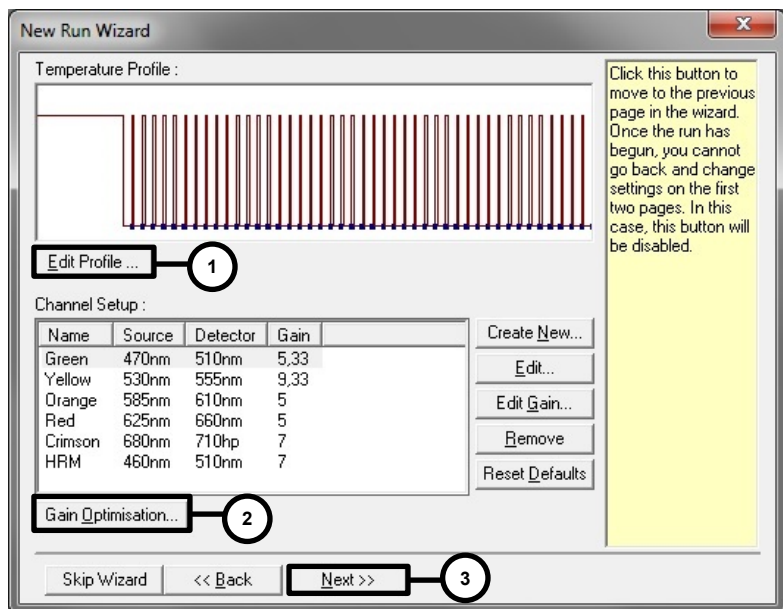 New Run Wizard
X
Temperature Profile :
Edit Profile ...
1
Channel Setup :
Name Source Detector Gain
Green 470nm 510nm 5,33
Yellow 530nm 555nm 9,33
Orange 585nm 610nm 5
Red 625nm 660nm 5
Crimson 680nm 710hp 7
HRM 460nm 510nm 7
Create New...
Edit...
Edit Gain...
Remove
Reset Defaults
Gain Optimisation...
2
Skip Wizard
<< Back
Next >>
3
Click this button to
move to the previous
page in the wizard.
Once the run has
begun, you cannot
go back and change
settings on the first
two pages. In this
case, this button will
be disabled.